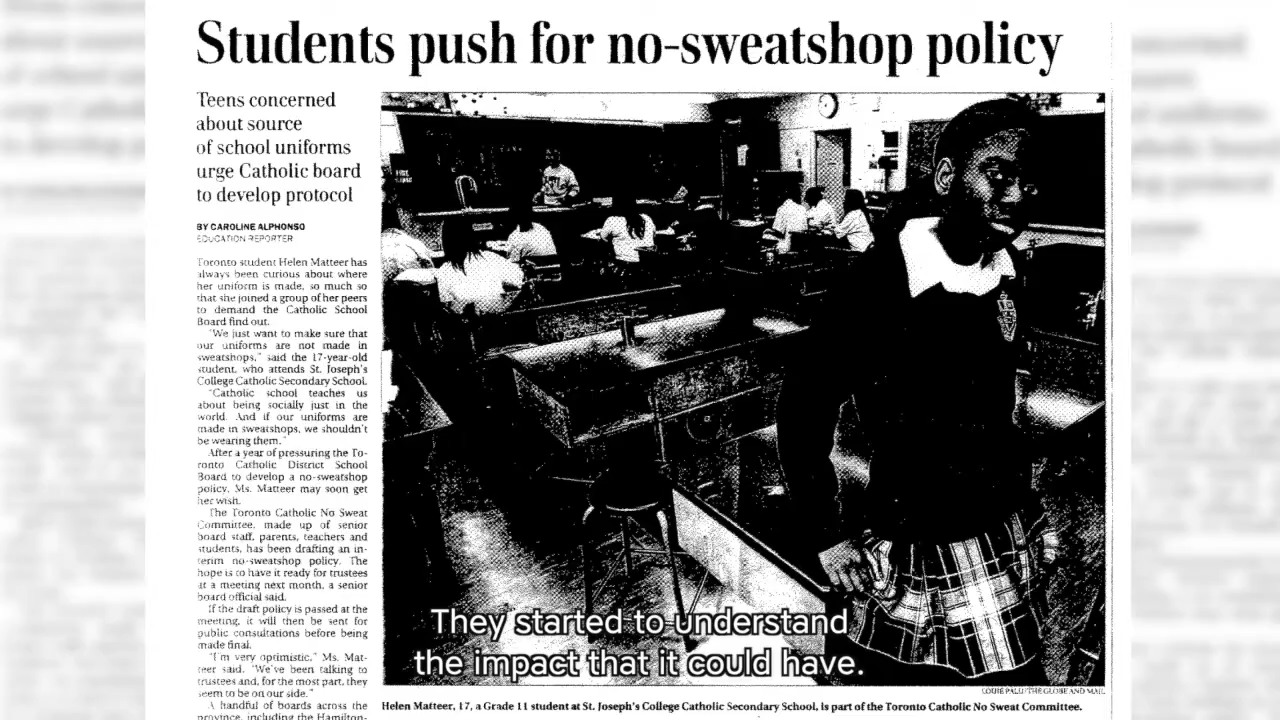 Students push for no-sweatshop policy
Teens concerned
about source
of school uniforms
urge Catholic board
to develop protocol
BY CAROLINE ALPHONSO
EDUCATION REPORTER
Toronto student Helen Matteer has
always been curious about where
her uniform is made, so much so
that she joined a group of her peers
to demand the Catholic School
Board find out.
"We just want to make sure that
our uniforms are not made in
sweatshops," said the 17-year-old
student, who attends St. Joseph's
College Catholic Secondary School.
"Catholic school teaches us
about being socially just in the
world. And if our uniforms are
made in sweatshops, we shouldn't
be wearing them."
After a year of pressuring the To-
ronto Catholic District School
Board to develop a no-sweatshop
policy, Ms. Matteer may soon get
her wish.
The Toronto Catholic No Sweat
Committee, made up of senior
board staff, parents, teachers and
students, has been drafting an in-
terim no-sweatshop policy. The
hope is to have it ready for trustees
at a meeting next month, a senior
board official said.
If the draft policy is passed at the
meeting, it will then be sent for
public consultations before being
made final.
"I'm very optimistic," Ms. Mat-
teer said. "We've been talking to
trustees and, for the most part, they
seem to be on our side."
A handful of boards across the
province, including the Hamilton-
They started to understand
the impact that it could have.
LOUIE PALU/THE GLOBE AND MAIL
Helen Matteer, 17, a Grade 11 student at St. Joseph's College Catholic Secondary School, is part of the Toronto Catholic No Sweat Committee.